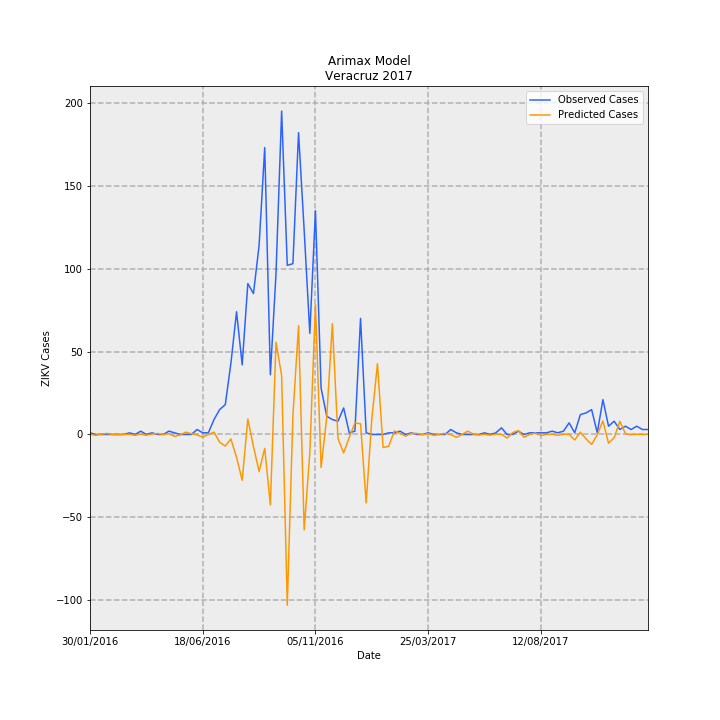 Arimax Model
Veracruz 2017
Observed Cases
Predicted Cases
200
150
100
50
0
−50
−100
ZIKV Cases
30/01/2016 18/06/2016 05/11/2016 25/03/2017 12/08/2017
Date